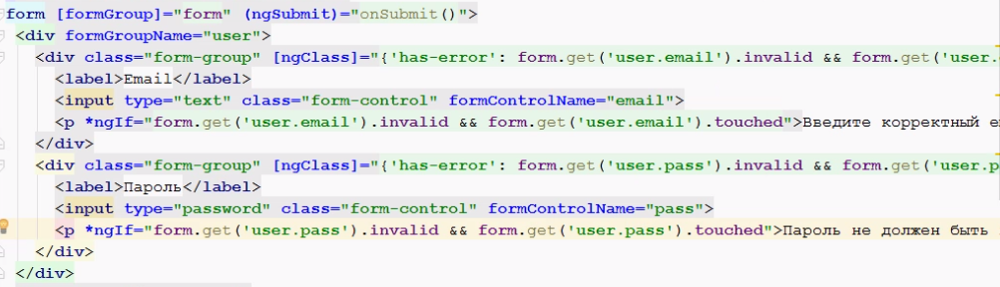 form [formGroup]="form" (ngSubmit)="onSubmit()">
<div formGroupName="user">
<div class="form-group" [ngClass]="{'has-error': form.get('user.email').invalid && form.get('user.
<label>Email</label>
<input type="text" class="form-control" formControlName="email">
<p *ngIf="form.get('user.email').invalid && form.get('user.email').touched">Введите корректный
</div>
<div class="form-group" [ngClass]="{'has-error': form.get('user.pass').invalid && form.get('user.p
<label>Пароль</label>
<input type="password" class="form-control" formControlName="pass">
<p *ngIf="form.get('user.pass').invalid && form.get('user.pass').touched">Пароль не должен быть
</div>
</div>